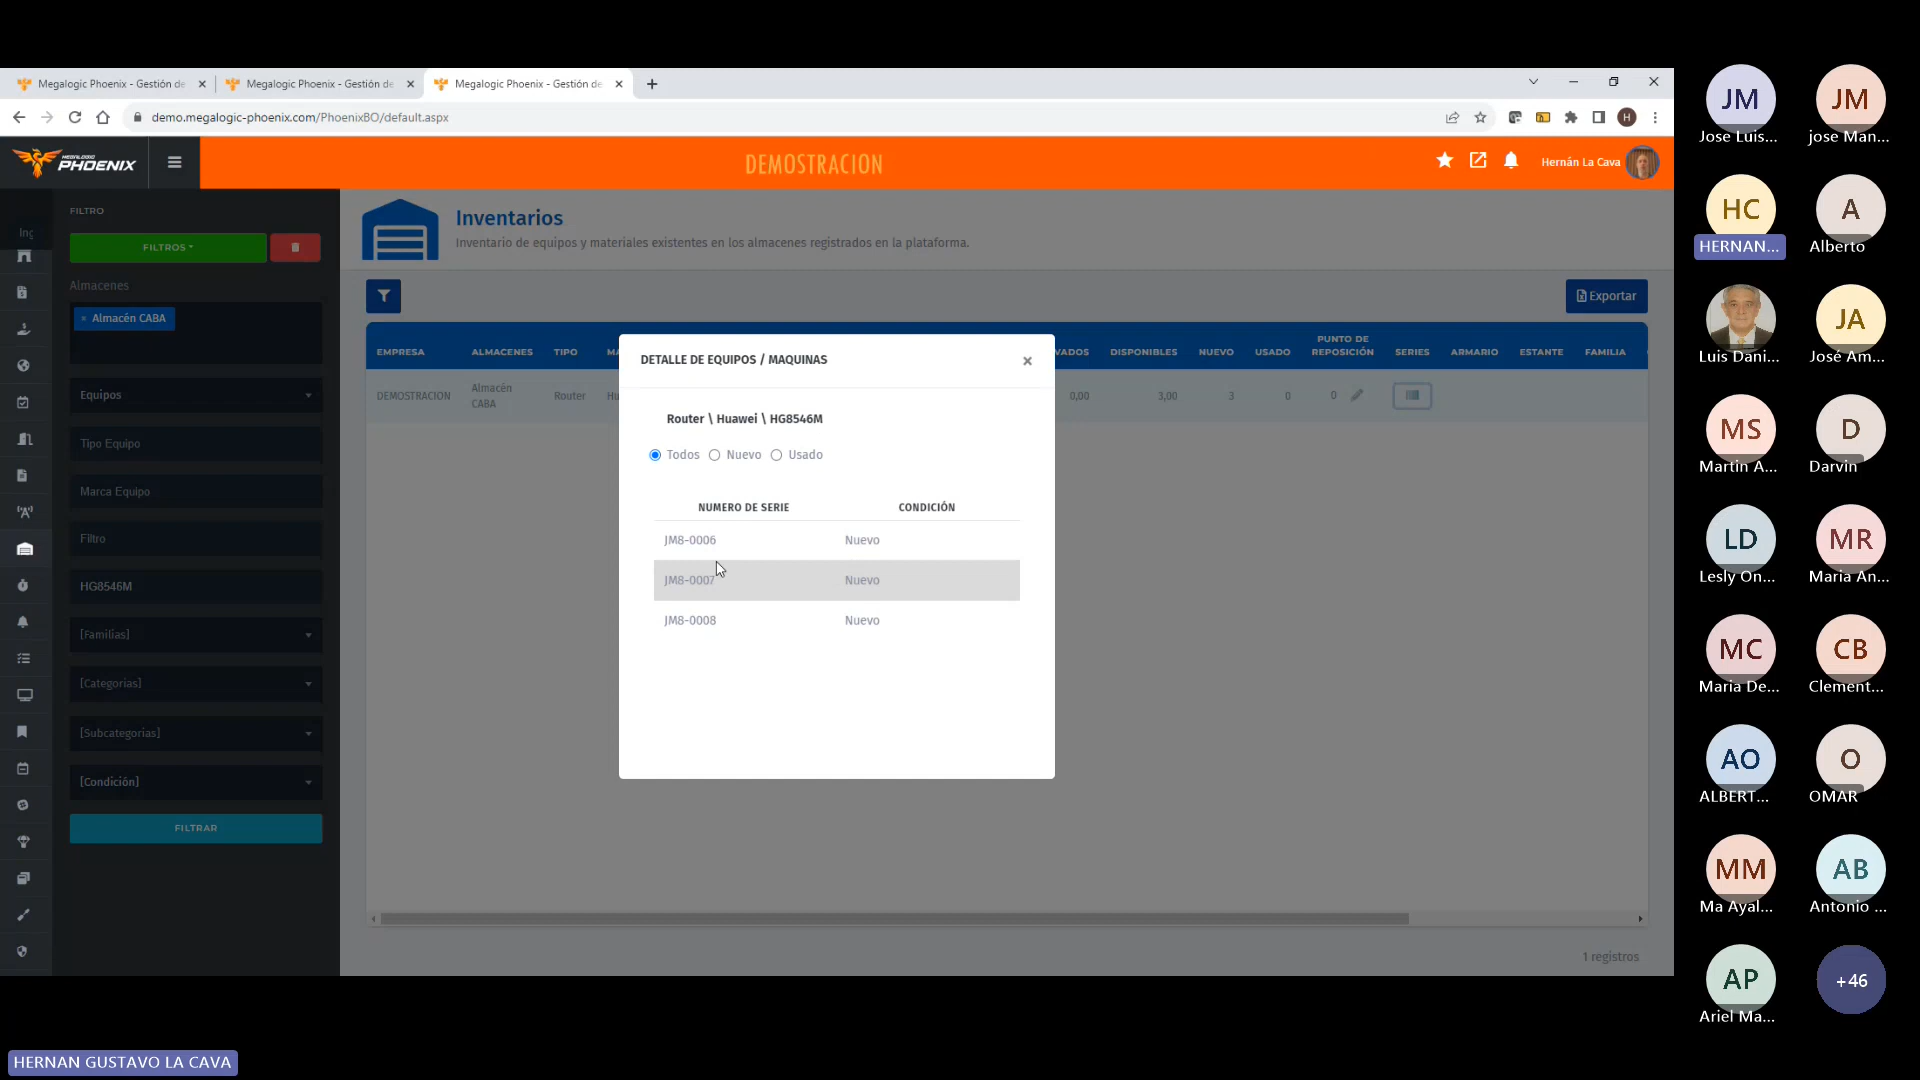 Megalogic Phoenix - Gestión de
Megalogic Phoenix - Gestión de
Megalogic Phoenix - Gestión de
demo.megalogic-phoenix.com/PhoenixBO/default.aspx
H
MEGALOGIC
PHOENIX
DEMOSTRACION
Hernán La Cava
FILTRO
FILTROS
Almacenes
× Almacén CABA
Equipos
Tipo Equipo
Marca Equipo
Filtro
HG8546M
[Familias]
[Categorias]
[Subcategorias]
[Condición]
FILTRAR
Inventarios
Inventario de equipos y materiales existentes en los almacenes registrados en la plataforma.
Exportar
EMPRESA ALMACENES TIPO MA VADOS DISPONIBLES NUEVO USADO PUNTO DE REPOSICIÓN SERIES ARMARIO ESTANTE FAMILIA
DEMOSTRACION Almacén CABA Router Hu 0,00 3,00 3 0 0
DETALLE DE EQUIPOS / MAQUINAS
×
Router \ Huawei \ HG8546M
Todos Nuevo Usado
NUMERO DE SERIE CONDICIÓN
JM8-0006 Nuevo
JM8-0007 Nuevo
JM8-0008 Nuevo
1 registros
JM JM
Jose Luis... jose Man...
HC A
HERNAN... Alberto
JA
Luis Dani... José Am...
MS D
Martin A... Darvin
LD MR
Lesly On... Maria An...
MC CB
Maria De... Clement...
AO O
ALBERT... OMAR
MM AB
Ma Ayal... Antonio ...
AP +46
Ariel Ma...
HERNAN GUSTAVO LA CAVA